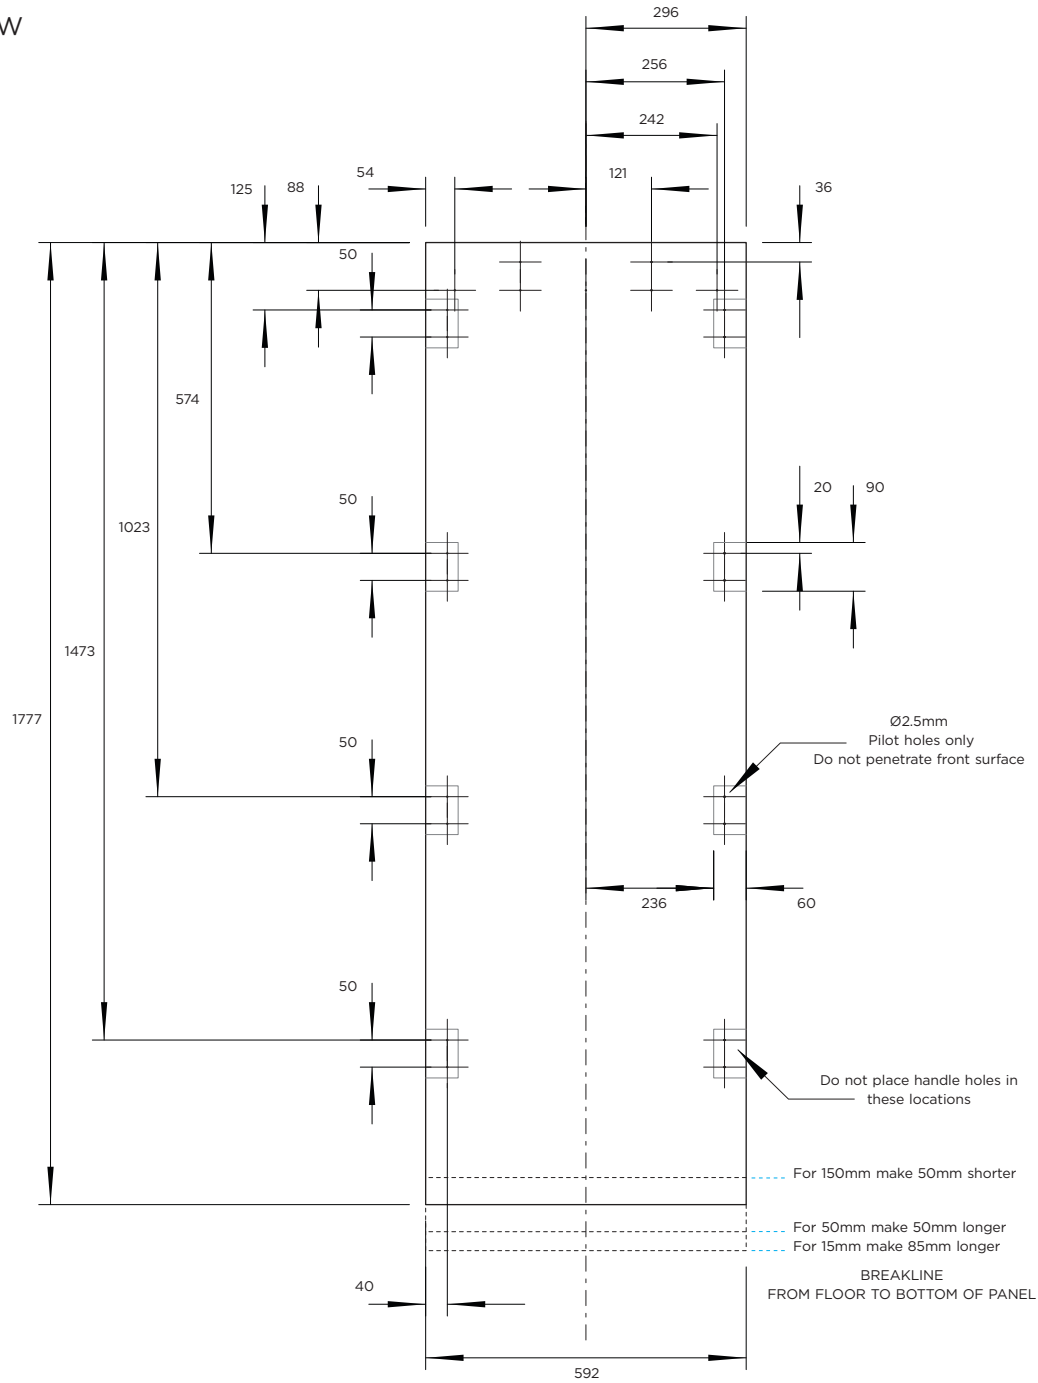 W
296
256
242
54
121
125
88
36
50
574
50
20
90
1023
1473
1777
Ø2.5mm
Pilot holes only
Do not penetrate front surface
50
236
60
50
Do not place handle holes in
these locations
For 150mm make 50mm shorter
For 50mm make 50mm longer
For 15mm make 85mm longer
BREAKLINE
FROM FLOOR TO BOTTOM OF PANEL
40
592